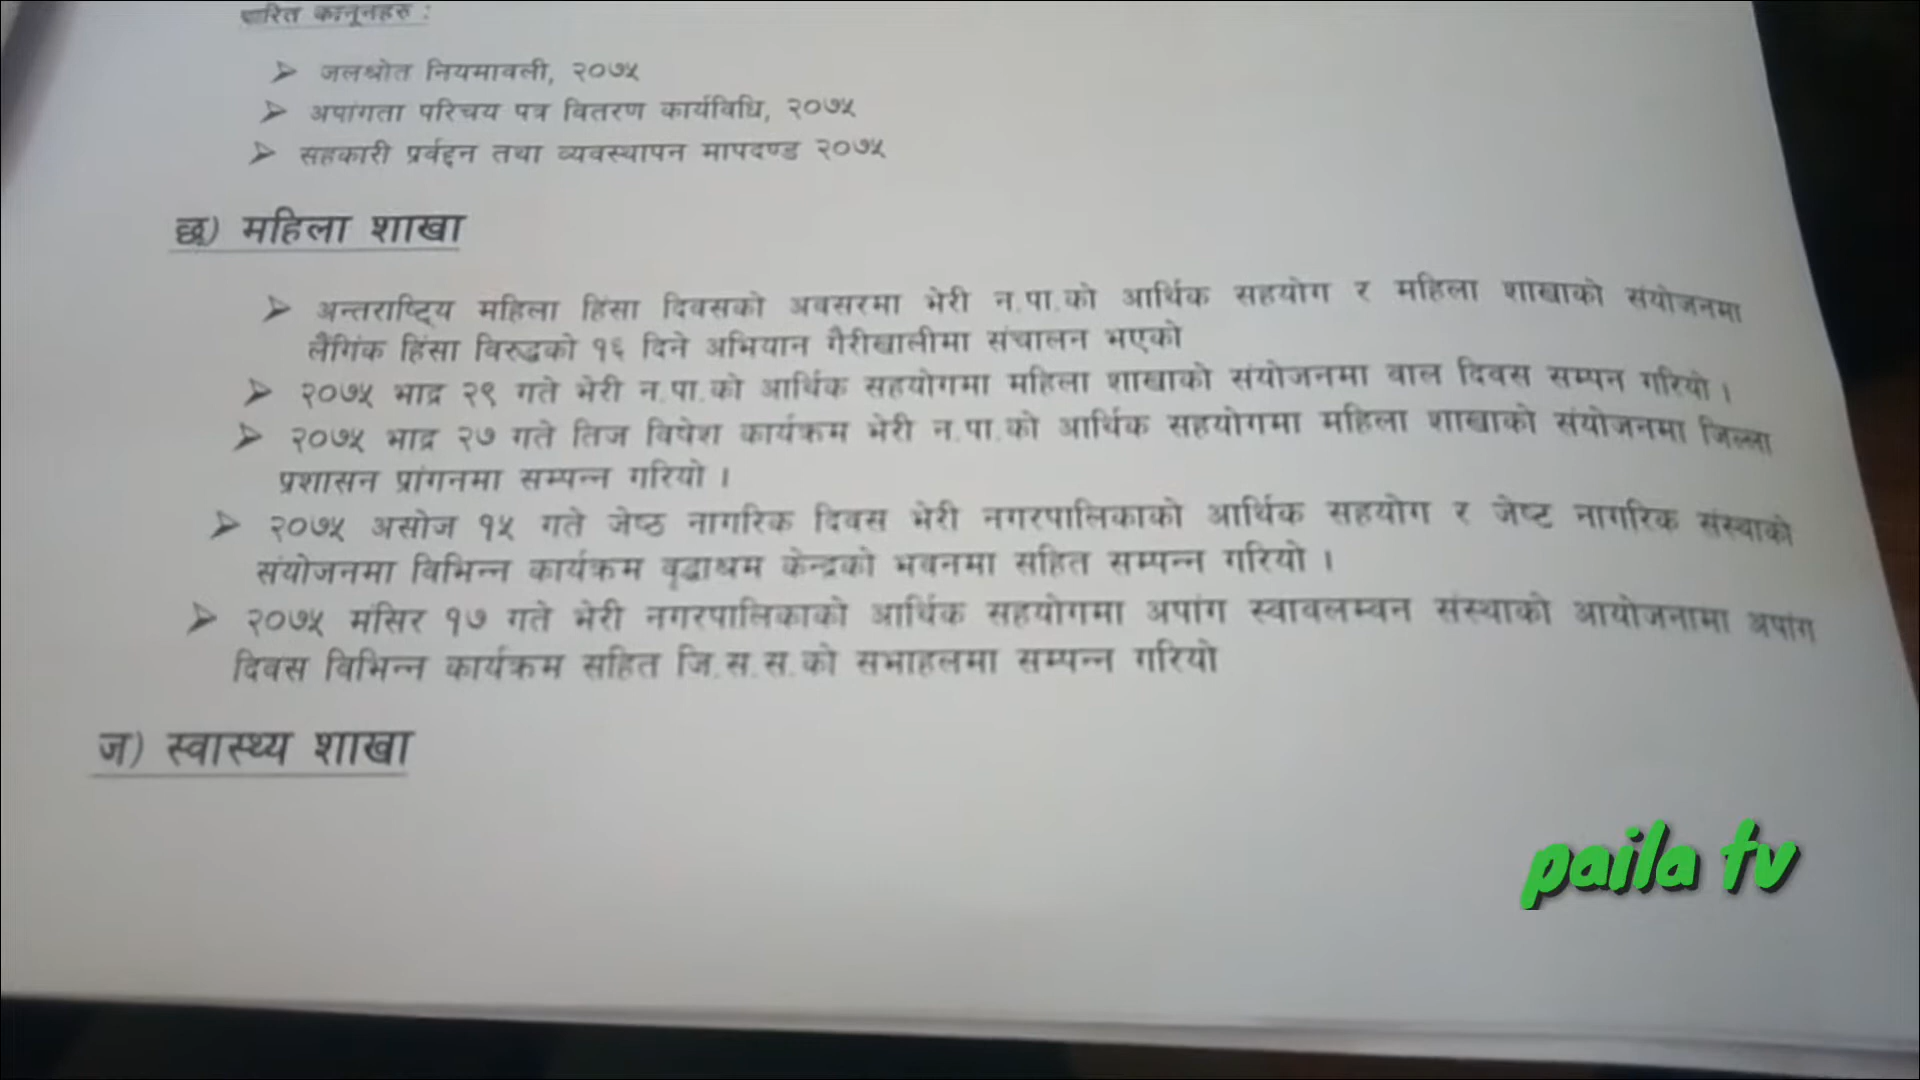 पारित कानूनहरु :
➢ जलश्रोत नियमावली, २०७५
➢ अपांगता परिचय पत्र वितरण कार्यविधि, २०७५
➢ सहकारी प्रर्वद्दन तथा व्यवस्थापन मापदण्ड २०७५
छ) महिला शाखा
➢ अन्तराष्ट्रिय महिला हिंसा दिवसको अवसरमा भेरी न.पा.को आर्थिक सहयोग र महिला शाखाको संयोजनमा
लैंगिंक हिंसा विरुद्धको १६ दिने अभियान गैरीखालीमा संचालन भएको
➢ २०७५ भाद्र २९ गते भेरी न.पा.को आर्थिक सहयोगमा महिला शाखाको संयोजनमा वाल दिवस सम्पन गरियो ।
➢ २०७५ भाद्र २७ गते तिज विषेश कार्यक्रम भेरी न.पा.को आर्थिक सहयोगमा महिला शाखाको संयोजनमा जिल्ला
प्रशासन प्रांगनमा सम्पन्न गरियो ।
➢ २०७५ असोज १५ गते जेष्ठ नागरिक दिवस भेरी नगरपालिकाको आर्थिक सहयोग र जेष्ट नागरिक संस्थाको
संयोजनमा विभिन्न कार्यक्रम वृद्धाश्रम केन्द्रको भवनमा सहित सम्पन्न गरियो ।
➢ २०७५ मंसिर १७ गते भेरी नगरपालिकाको आर्थिक सहयोगमा अपांग स्वावलम्वन संस्थाको आयोजनामा अपांग
दिवस विभिन्न कार्यक्रम सहित जि.स.स.को सभाहलमा सम्पन्न गरियो
ज) स्वास्थ्य शाखा
paila tv